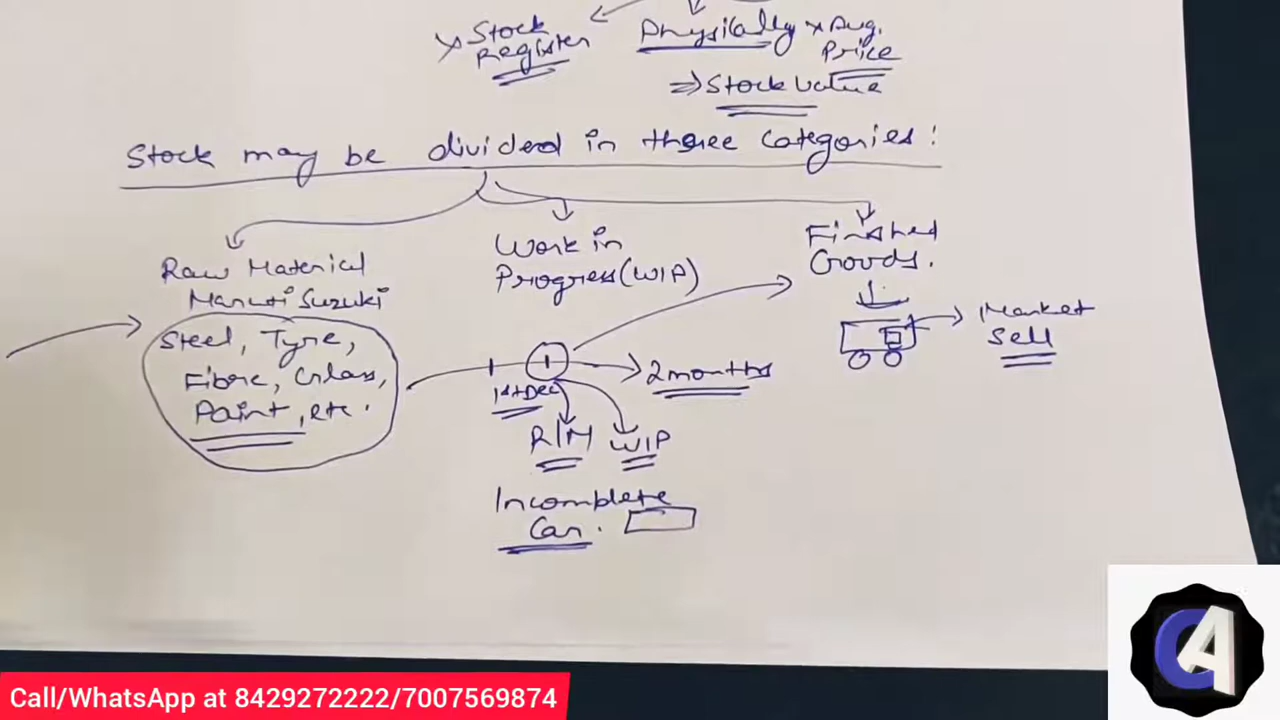 Stock
Register
Physically x Avg.
Price
⇒ Stock Value
Stock may be divided in three categories:
Raw Material
Maruti Suzuki
Steel, Tyre,
Fibre, Glass,
Paint, etc.
Work in
Progress (WIP)
Finished
Goods.
Market
Sell
1st Dec
2 months
R/M
WIP
Incomplete
Car.
CA
Call/WhatsApp at 8429272222/7007569874